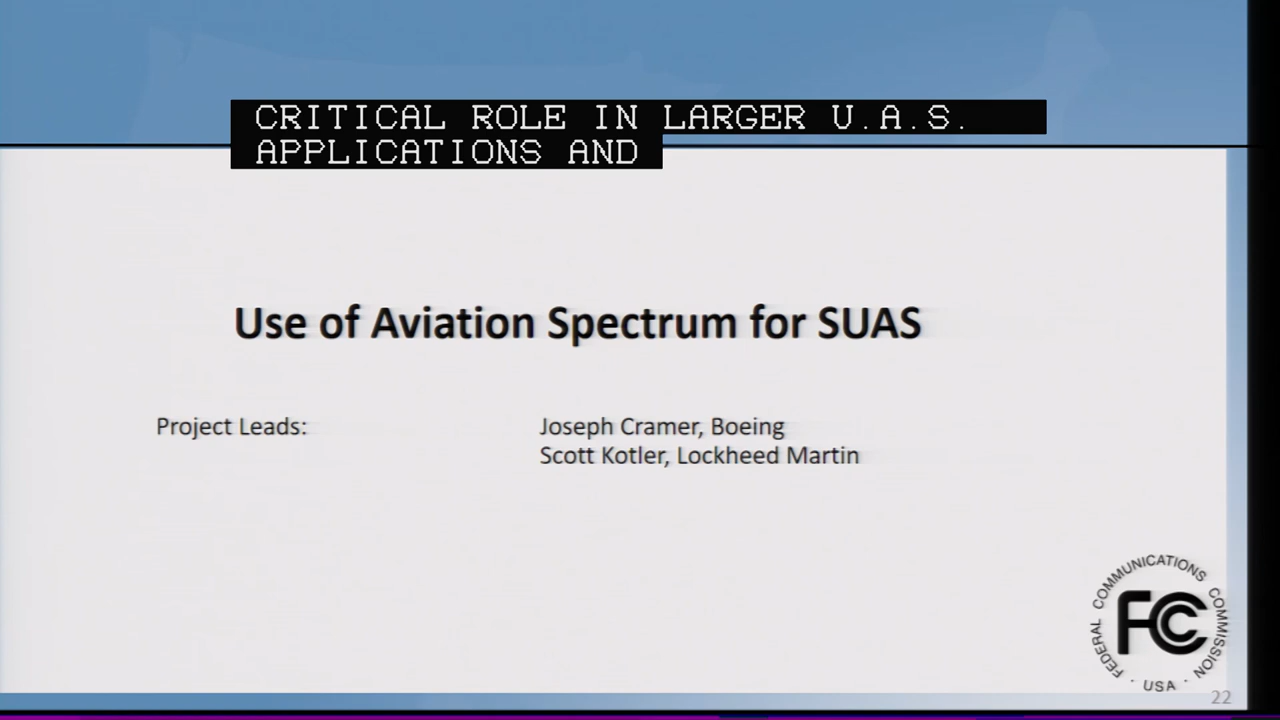 CRITICAL ROLE IN LARGER U.A.S.
APPLICATIONS AND
Use of Aviation Spectrum for SUAS
Project Leads:
Joseph Cramer, Boeing
Scott Kotler, Lockheed Martin
FEDERAL COMMUNICATIONS COMMISSION · USA ·
FCC
22